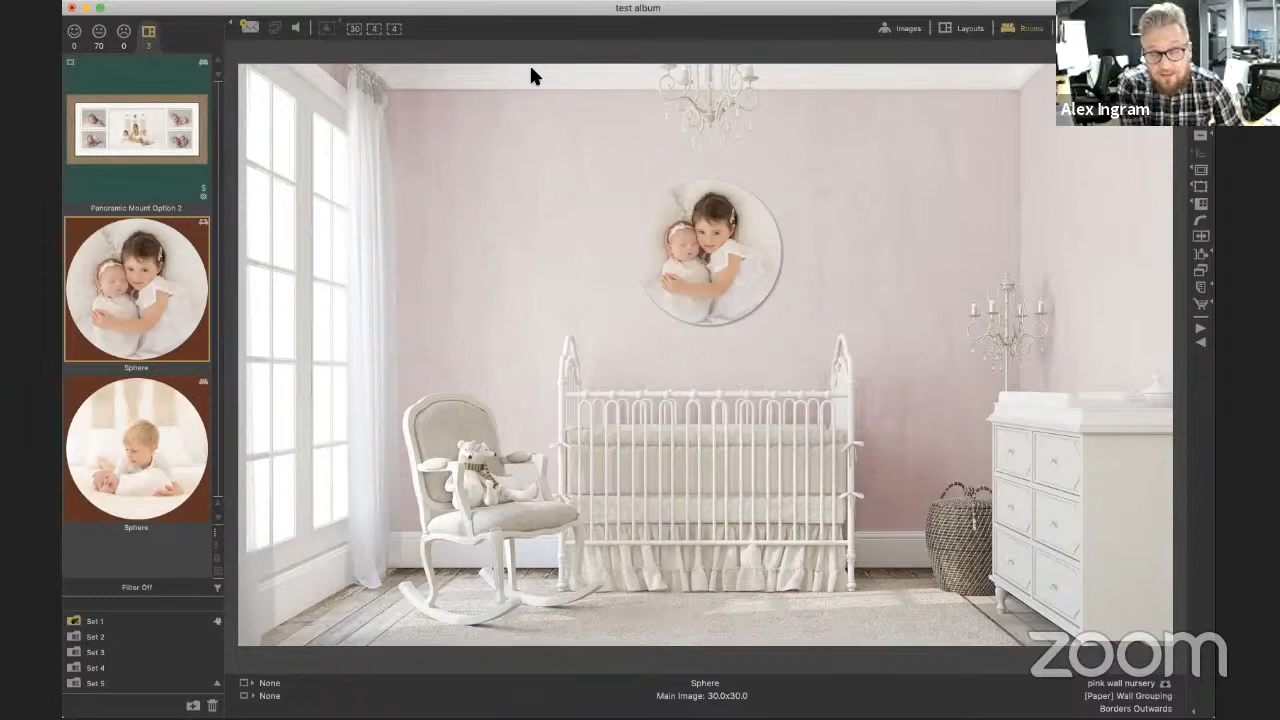 test album
0 70 0 3
30 4 4
Images Layouts Rooms
Alex Ingram
S
Panoramic Mount Option 2
Sphere
Sphere
Filter Off
Set 1
Set 2
Set 3
Set 4
Set 5
None
None
Sphere
Main Image: 30.0x30.0
pink wall nursery
[Paper] Wall Grouping
Borders Outwards
zoom